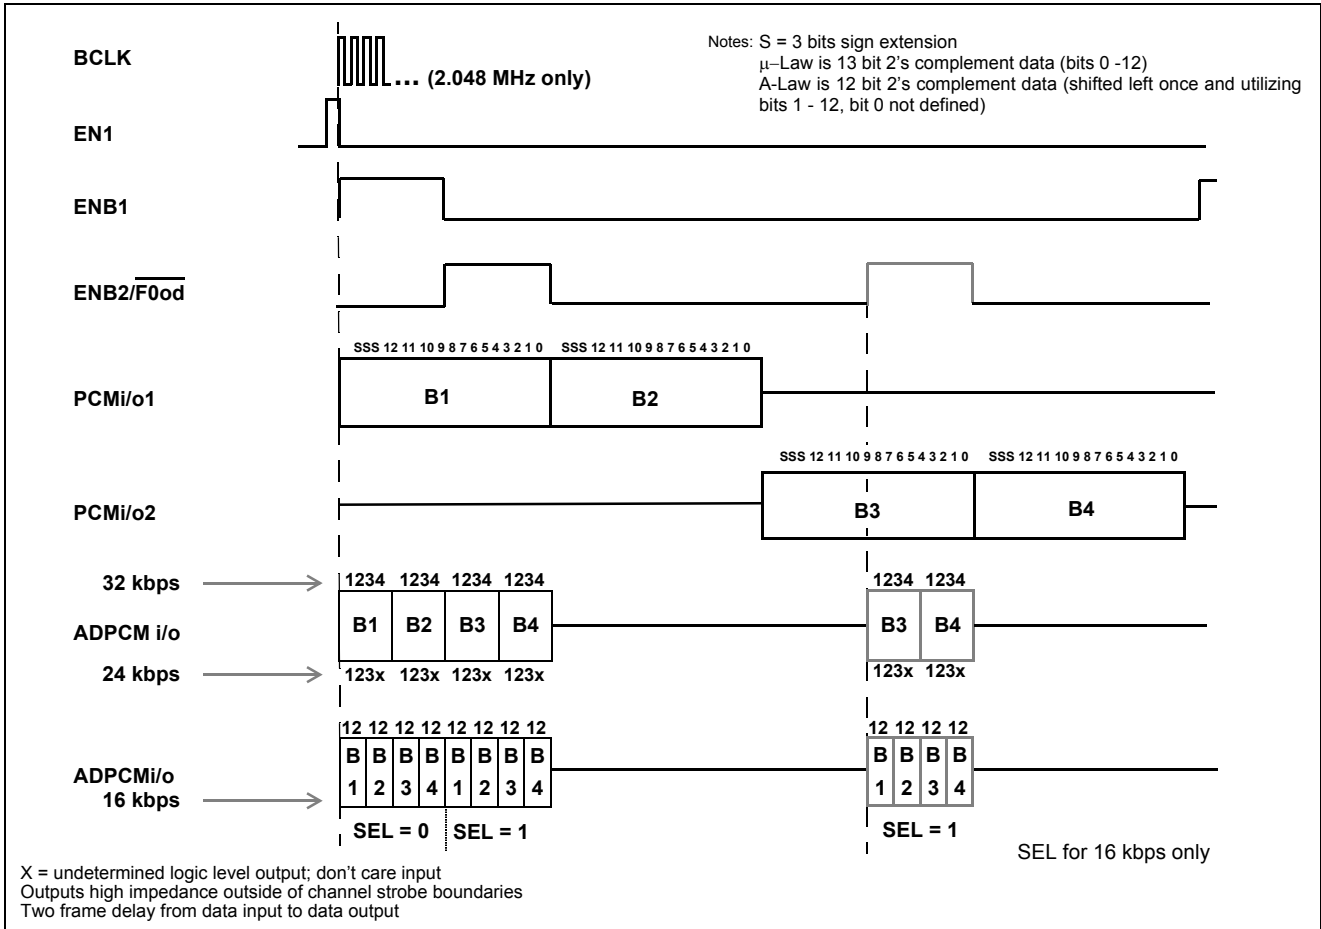 BCLK
... (2.048 MHz only)
Notes: S = 3 bits sign extension
μ–Law is 13 bit 2's complement data (bits 0 -12)
A-Law is 12 bit 2's complement data (shifted left once and utilizing
bits 1 - 12, bit 0 not defined)
EN1
ENB1
ENB2/F0od
SSS 12 11 10 9 8 7 6 5 4 3 2 1 0 SSS 12 11 10 9 8 7 6 5 4 3 2 1 0
PCMi/o1 B1 B2
SSS 12 11 10 9 8 7 6 5 4 3 2 1 0 SSS 12 11 10 9 8 7 6 5 4 3 2 1 0
PCMi/o2 B3 B4
32 kbps 1234 1234 1234 1234 1234 1234
ADPCM i/o B1 B2 B3 B4 B3 B4
24 kbps 123x 123x 123x 123x 123x 123x
12 12 12 12 12 12 12 12 12 12 12 12
B B B B B B B B B B B B
ADPCMi/o
1 2 3 4 1 2 3 4 1 2 3 4
16 kbps
SEL = 0 SEL = 1 SEL = 1
SEL for 16 kbps only
X = undetermined logic level output; don't care input
Outputs high impedance outside of channel strobe boundaries
Two frame delay from data input to data output